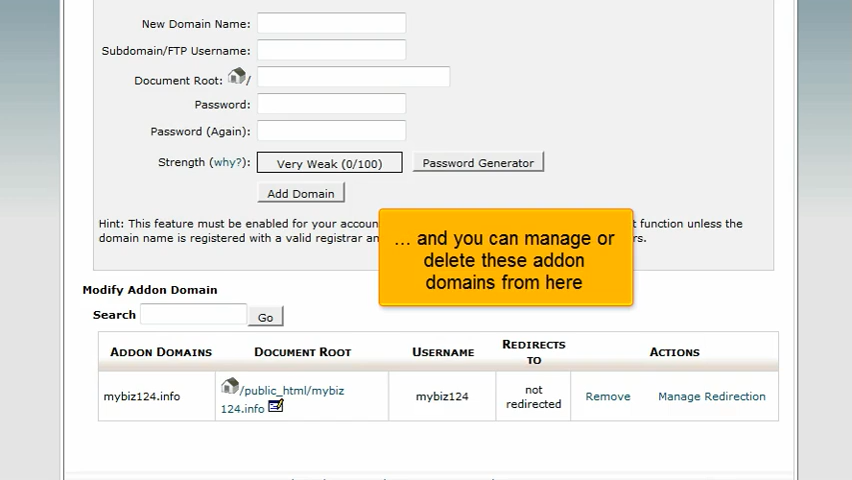 New Domain Name:
Subdomain/FTP Username:
Document Root: /
Password:
Password (Again):
Strength (why?): Very Weak (0/100) Password Generator
Add Domain
Hint: This feature must be enabled for your accoun t function unless the
domain name is registered with a valid registrar an rs.
… and you can manage or
delete these addon
domains from here
Modify Addon Domain
Search Go
ADDON DOMAINS DOCUMENT ROOT USERNAME REDIRECTS TO ACTIONS
mybiz124.info /public_html/mybiz mybiz124 not Remove Manage Redirection
124.info redirected